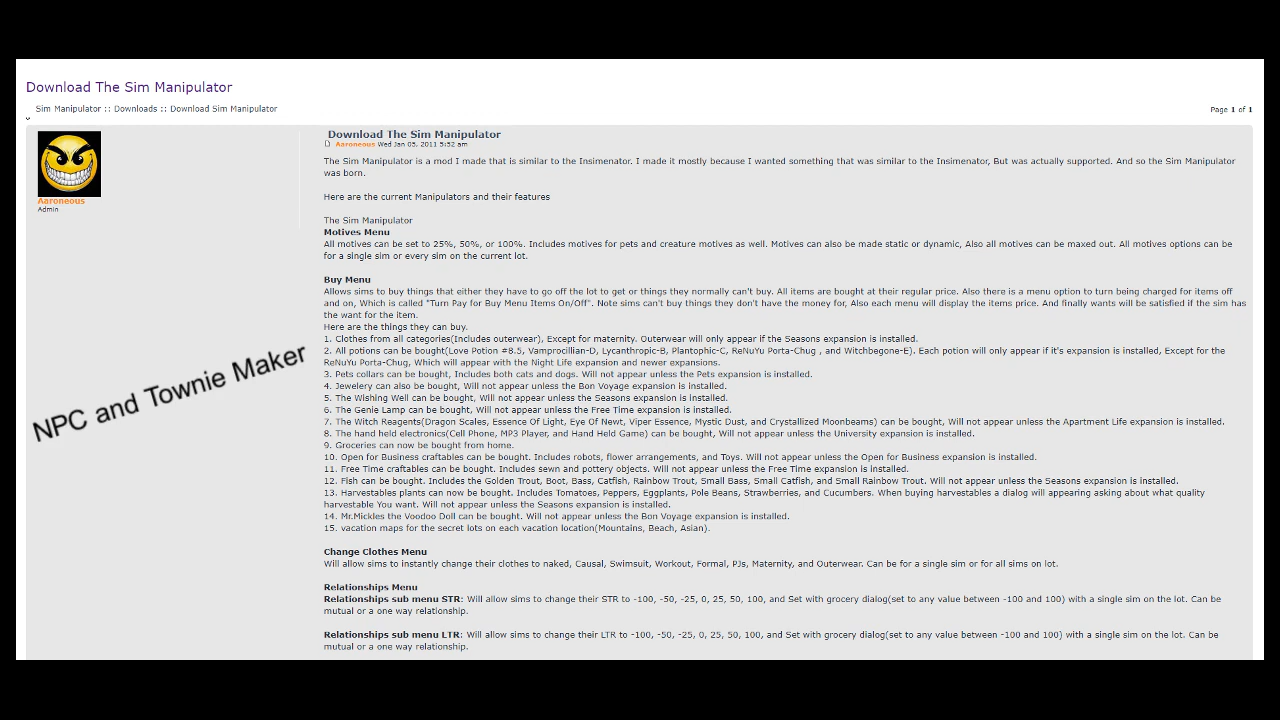 Download The Sim Manipulator
Sim Manipulator :: Downloads :: Download Sim Manipulator
Page 1 of 1
Aaroneous
Admin
Download The Sim Manipulator
Aaroneous Wed Jan 05, 2011 5:52 am
The Sim Manipulator is a mod I made that is similar to the Insimenator. I made it mostly because I wanted something that was similar to the Insimenator, But was actually supported. And so the Sim Manipulator
was born.
Here are the current Manipulators and their features
The Sim Manipulator
Motives Menu
All motives can be set to 25%, 50%, or 100%. Includes motives for pets and creature motives as well. Motives can also be made static or dynamic, Also all motives can be maxed out. All motives options can be
for a single sim or every sim on the current lot.
Buy Menu
Allows sims to buy things that either they have to go off the lot to get or things they normally can't buy. All items are bought at their regular price. Also there is a menu option to turn being charged for items off
and on, Which is called "Turn Pay for Buy Menu Items On/Off". Note sims can't buy things they don't have the money for, Also each menu will display the items price. And finally wants will be satisfied if the sim has
the want for the item.
Here are the things they can buy.
1. Clothes from all categories(Includes outerwear), Except for maternity. Outerwear will only appear if the Seasons expansion is installed.
2. All potions can be bought(Love Potion #8.5, Vamprocillian-D, Lycanthropic-B, Plantophic-C, ReNuYu Porta-Chug , and Witchbegone-E). Each potion will only appear if it's expansion is installed, Except for the
ReNuYu Porta-Chug, Which will appear with the Night Life expansion and newer expansions.
3. Pets collars can be bought, Includes both cats and dogs. Will not appear unless the Pets expansion is installed.
4. Jewelery can also be bought, Will not appear unless the Bon Voyage expansion is installed.
5. The Wishing Well can be bought, Will not appear unless the Seasons expansion is installed.
6. The Genie Lamp can be bought, Will not appear unless the Free Time expansion is installed.
7. The Witch Reagents(Dragon Scales, Essence Of Light, Eye Of Newt, Viper Essence, Mystic Dust, and Crystallized Moonbeams) can be bought, Will not appear unless the Apartment Life expansion is installed.
8. The hand held electronics(Cell Phone, MP3 Player, and Hand Held Game) can be bought, Will not appear unless the University expansion is installed.
9. Groceries can now be bought from home.
10. Open for Business craftables can be bought. Includes robots, flower arrangements, and Toys. Will not appear unless the Open for Business expansion is installed.
11. Free Time craftables can be bought. Includes sewn and pottery objects. Will not appear unless the Free Time expansion is installed.
12. Fish can be bought. Includes the Golden Trout, Boot, Bass, Catfish, Rainbow Trout, Small Bass, Small Catfish, and Small Rainbow Trout. Will not appear unless the Seasons expansion is installed.
13. Harvestables plants can now be bought. Includes Tomatoes, Peppers, Eggplants, Pole Beans, Strawberries, and Cucumbers. When buying harvestables a dialog will appearing asking about what quality
harvestable You want. Will not appear unless the Seasons expansion is installed.
14. Mr.Mickles the Voodoo Doll can be bought. Will not appear unless the Bon Voyage expansion is installed.
15. vacation maps for the secret lots on each vacation location(Mountains, Beach, Asian).
NPC and Townie Maker
Change Clothes Menu
Will allow sims to instantly change their clothes to naked, Causal, Swimsuit, Workout, Formal, PJs, Maternity, and Outerwear. Can be for a single sim or for all sims on lot.
Relationships Menu
Relationships sub menu STR: Will allow sims to change their STR to -100, -50, -25, 0, 25, 50, 100, and Set with grocery dialog(set to any value between -100 and 100) with a single sim on the lot. Can be
mutual or a one way relationship.
Relationships sub menu LTR: Will allow sims to change their LTR to -100, -50, -25, 0, 25, 50, 100, and Set with grocery dialog(set to any value between -100 and 100) with a single sim on the lot. Can be
mutual or a one way relationship.